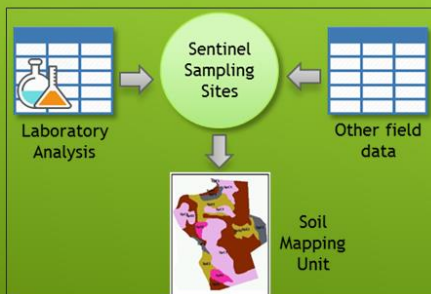 Sentinel
Sampling
Sites
Laboratory
Analysis
Other field
data
Soil
Mapping
Unit